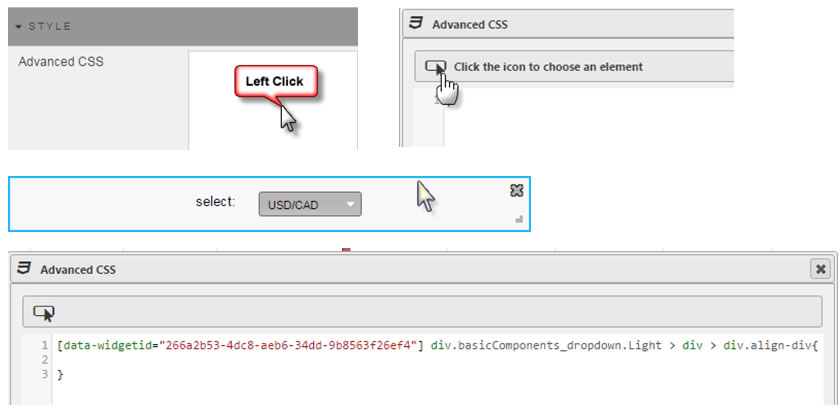 STYLE
Advanced CSS
Left Click
Advanced CSS
Click the icon to choose an element
1
select:
USD/CAD
Advanced CSS
1 [data-widgetid="266a2b53-4dc8-aeb6-34dd-9b8563f26ef4"] div.basicComponents_dropdown.Light > div > div.align-div{
2
3 }